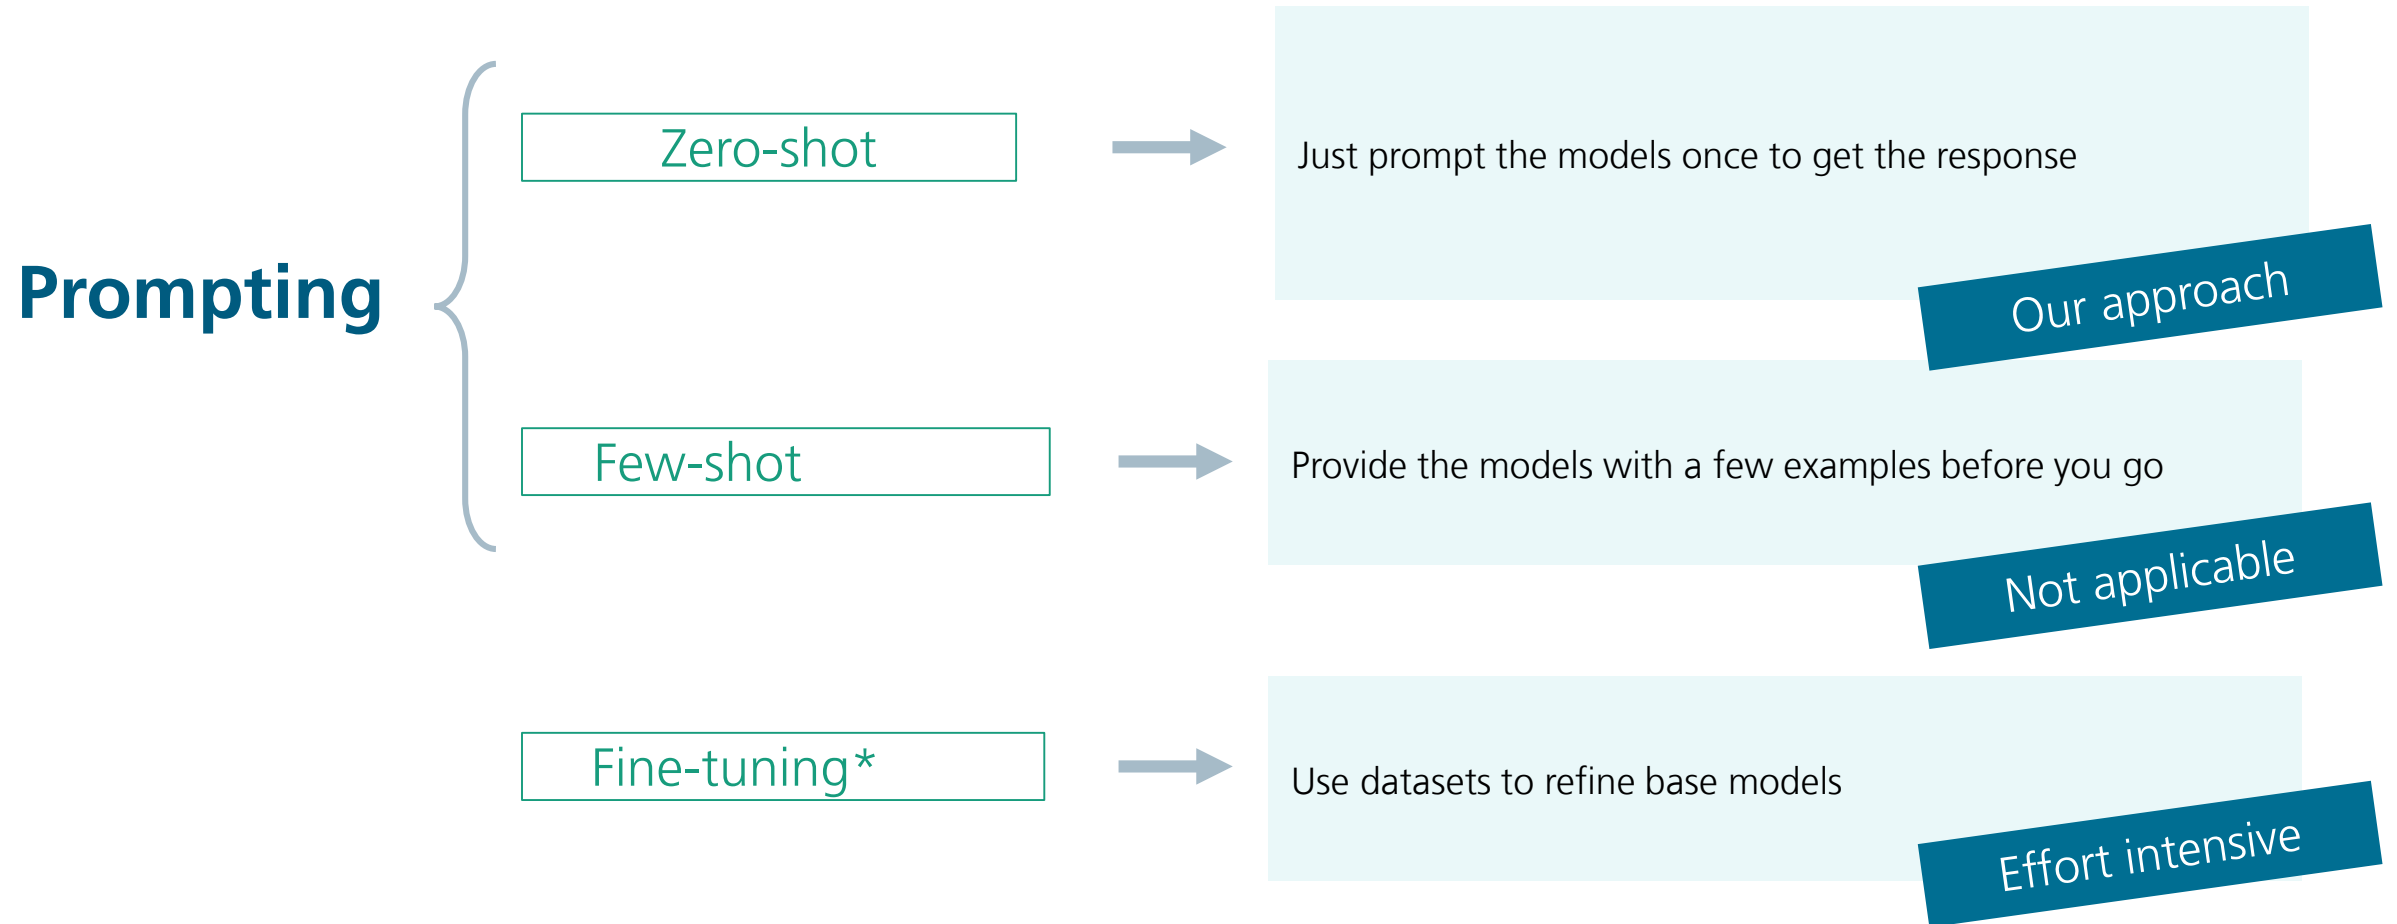 Prompting
Zero-shot
Just prompt the models once to get the response
Our approach
Few-shot
Provide the models with a few examples before you go
Not applicable
Fine-tuning*
Use datasets to refine base models
Effort intensive